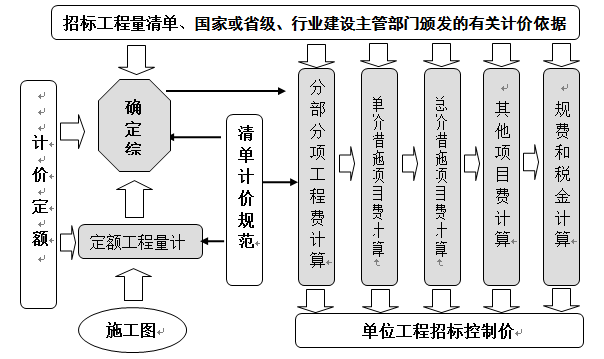 招标工程量清单、国家或省级、行业建设主管部门颁发的有关计价依据
计价定额
确定综
清单计价规范
分部分项工程费计算
单价措施项目费计算
总价措施项目费计算
其他项目费计算
规费和税金计算
定额工程量计
施工图
单位工程招标控制价